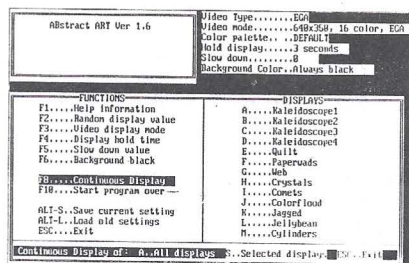 ABstract ART Ver 1.6
Video Type........EGA
Video mode........640x350, 16 color, EGA
Color palette.. ..DEFAULT
Hold display......3 seconds
Slow down.........0
Background Color..Always black
FUNCTIONS
F1.....Help information
F2.....Random display value
F3.....Video display mode
F4.....Display hold time
F5.....Slow down value
F6.....Background black
F8.....Continuous Display
F10....Start program over
ALT-S..Save current setting
ALT-L..Load old settings
ESC....Exit
DISPLAYS
A.....Kaleidoscope1
B.....Kaleidoscope2
C.....Kaleidoscope3
D.....Kaleidoscope4
E.....Quilt
F.....Paperwads
G.....Web
H.....Crystals
I.....Comets
J.....Colorflood
K.....Jagged
L.....Jellybean
M.....Cylinders
Continuous Display of: A..All displays S..Selected displays ESC..Exit